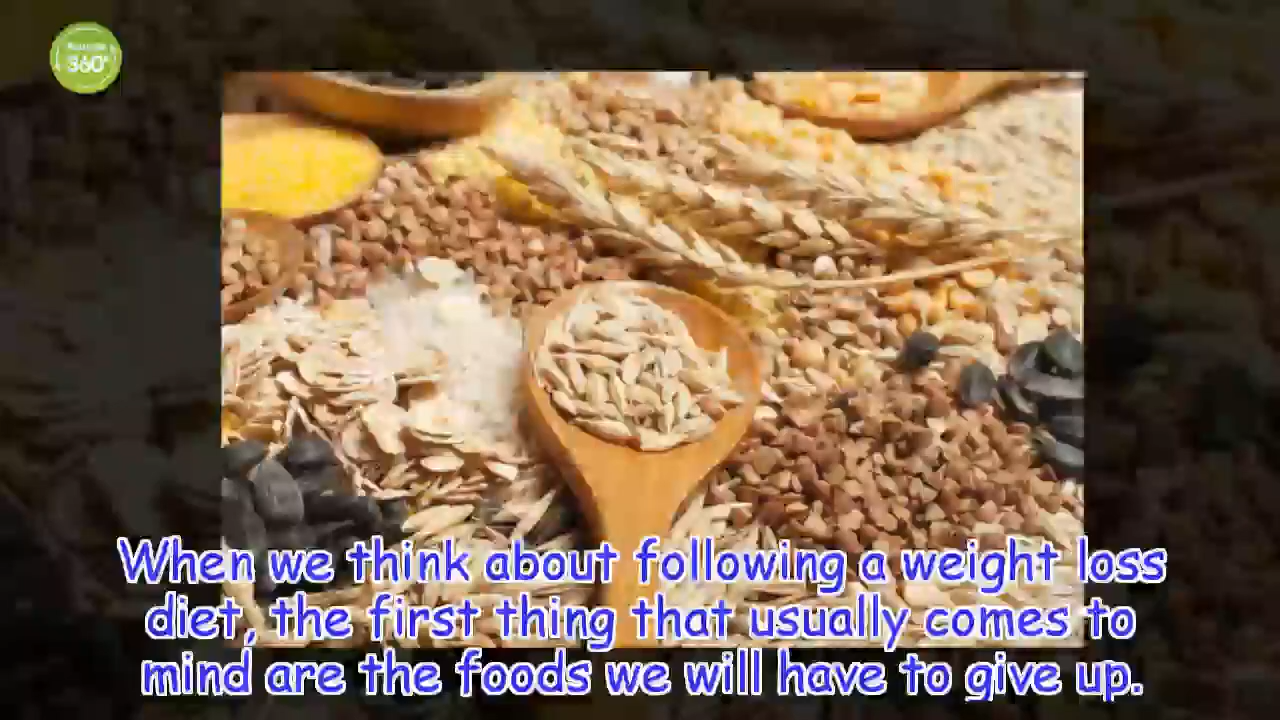 360°
When we think about following a weight loss
diet, the first thing that usually comes to
mind are the foods we will have to give up.